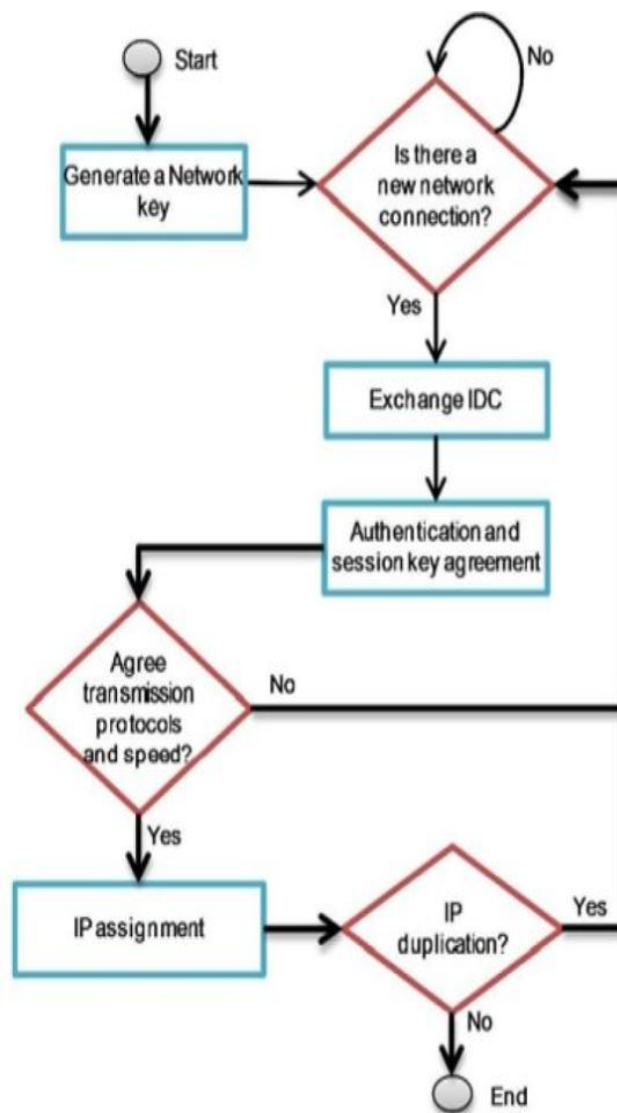 Start
No
Generate a Network
key
Is there a
new network
connection?
Yes
Exchange IDC
Authentication and
session key agreement
Agree
transmission
protocols
and speed?
No
Yes
IP assignment
IP
duplication?
Yes
No
End